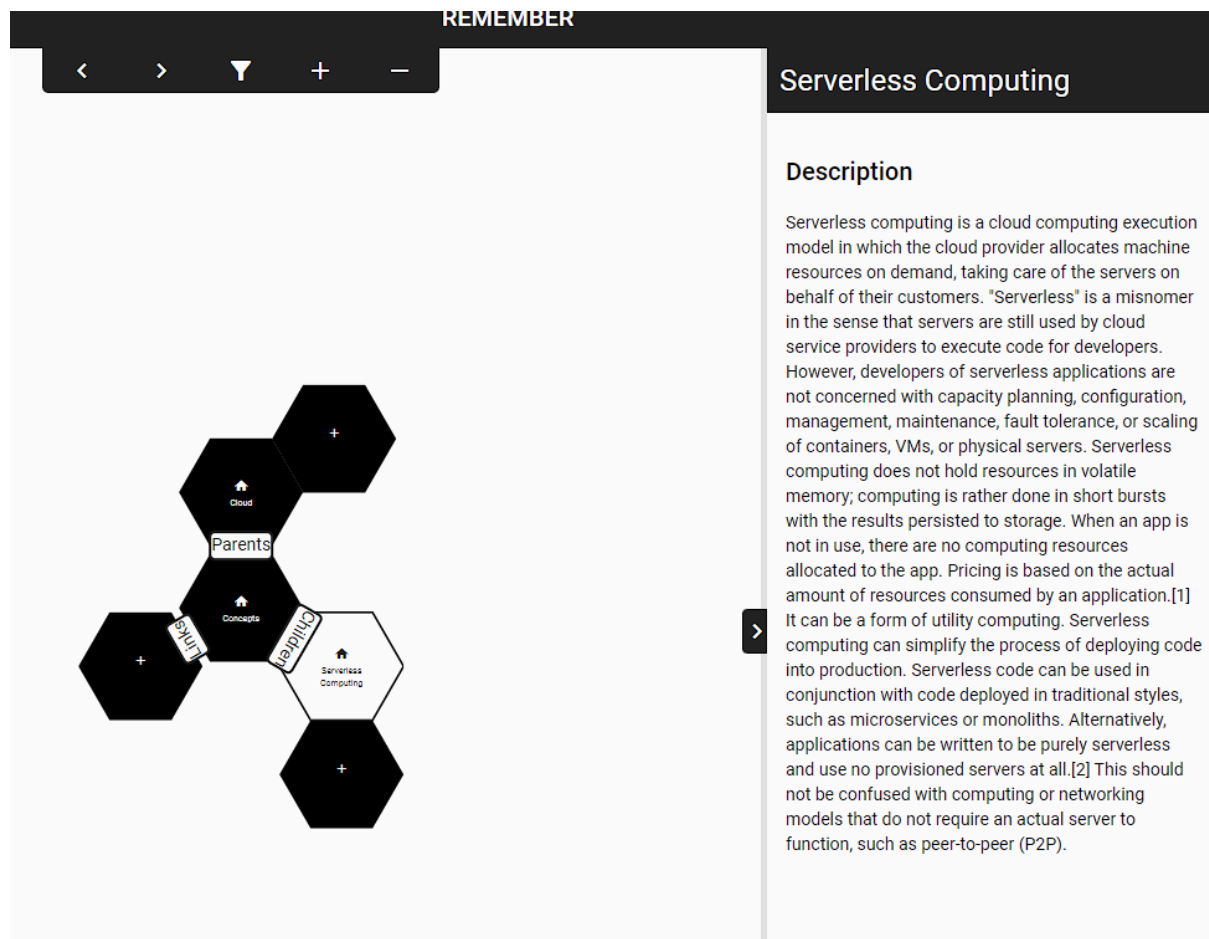 REMEMBER
Serverless Computing
Description
Serverless computing is a cloud computing execution
model in which the cloud provider allocates machine
resources on demand, taking care of the servers on
behalf of their customers. "Serverless" is a misnomer
in the sense that servers are still used by cloud
service providers to execute code for developers.
However, developers of serverless applications are
not concerned with capacity planning, configuration,
management, maintenance, fault tolerance, or scaling
of containers, VMs, or physical servers. Serverless
computing does not hold resources in volatile
memory; computing is rather done in short bursts
with the results persisted to storage. When an app is
not in use, there are no computing resources
allocated to the app. Pricing is based on the actual
amount of resources consumed by an application.[1]
It can be a form of utility computing. Serverless
computing can simplify the process of deploying code
into production. Serverless code can be used in
conjunction with code deployed in traditional styles,
such as microservices or monoliths. Alternatively,
applications can be written to be purely serverless
and use no provisioned servers at all.[2] This should
not be confused with computing or networking
models that do not require an actual server to
function, such as peer-to-peer (P2P).
Cloud
Parents
Concepts
Links
Children
Serverless
Computing